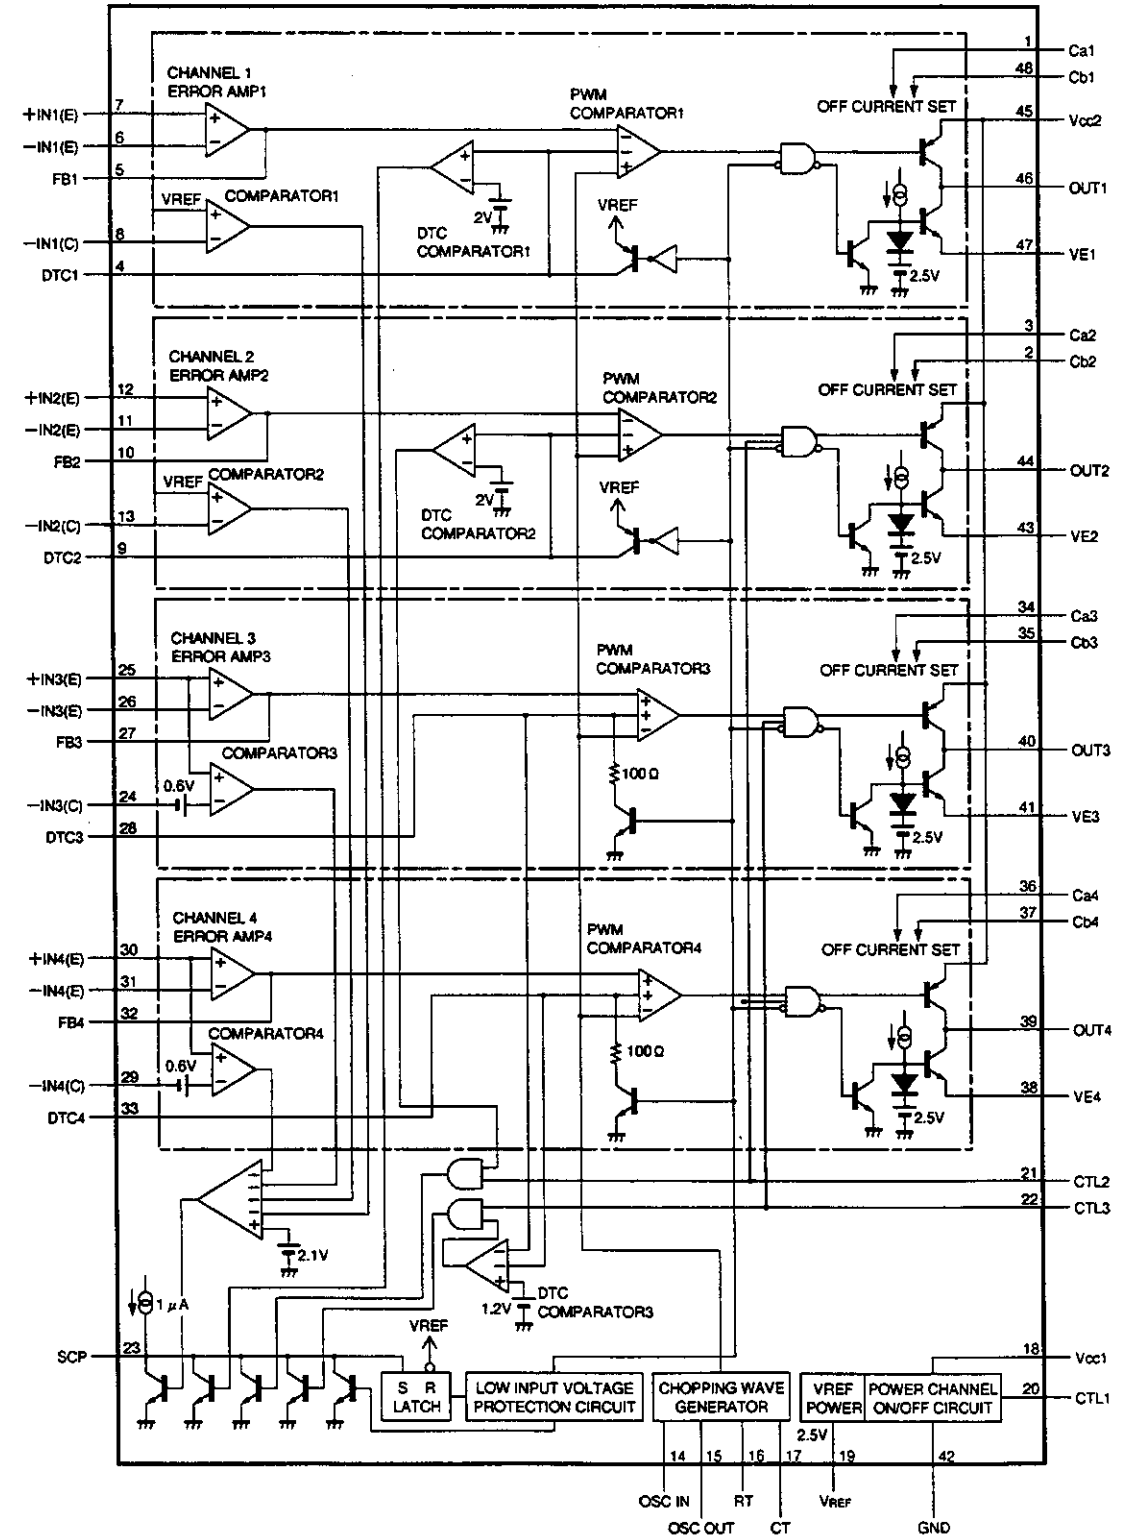 CHANNEL 1
ERROR AMP1
PWM
COMPARATOR1
1
Ca1
48
Cb1
OFF CURRENT SET
+IN1(E)
7
+
−
−IN1(E)
6
FB1
5
45
Vcc2
VREF
COMPARATOR1
+
−
−IN1(C)
8
DTC1
4
+
−
2V
DTC
COMPARATOR1
−
−
+
VREF
46
OUT1
47
VE1
2.5V
CHANNEL 2
ERROR AMP2
PWM
COMPARATOR2
3
Ca2
2
Cb2
OFF CURRENT SET
+IN2(E)
12
+
−
−IN2(E)
11
FB2
10
VREF
COMPARATOR2
+
−
−IN2(C)
13
DTC2
9
+
−
2V
DTC
COMPARATOR2
−
−
+
VREF
44
OUT2
43
VE2
2.5V
CHANNEL 3
ERROR AMP3
PWM
COMPARATOR3
34
Ca3
35
Cb3
OFF CURRENT SET
+IN3(E)
25
+
−
−IN3(E)
26
FB3
27
COMPARATOR3
0.6V
+
−
−IN3(C)
24
DTC3
28
+
+
−
100Ω
40
OUT3
41
VE3
2.5V
CHANNEL 4
ERROR AMP4
PWM
COMPARATOR4
36
Ca4
37
Cb4
OFF CURRENT SET
+IN4(E)
30
+
−
−IN4(E)
31
FB4
32
COMPARATOR4
0.6V
+
−
−IN4(C)
29
DTC4
33
+
+
−
100Ω
39
OUT4
38
VE4
2.5V
21
CTL2
22
CTL3
−
−
−
−
+
2.1V
−
−
+
1.2V
DTC
COMPARATOR3
1μA
VREF
SCP
23
S R
LATCH
LOW INPUT VOLTAGE
PROTECTION CIRCUIT
CHOPPING WAVE
GENERATOR
VREF
POWER
POWER CHANNEL
ON/OFF CIRCUIT
18
Vcc1
20
CTL1
2.5V
14
15
16
17
19
42
OSC IN
RT
VREF
OSC OUT
CT
GND